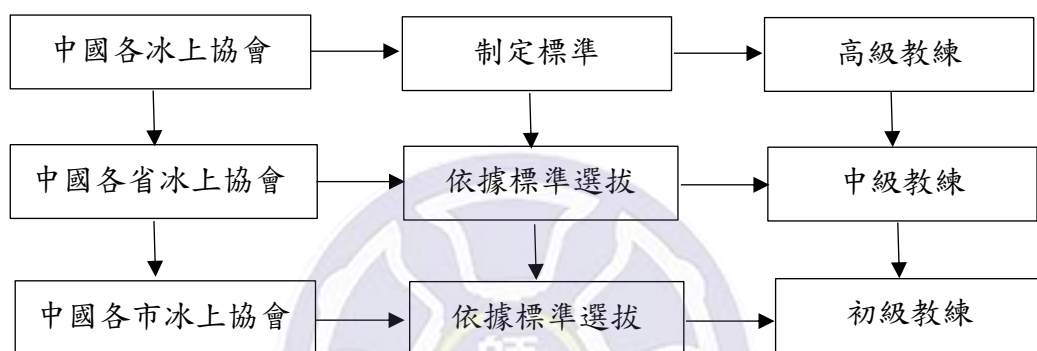 中國各冰上協會 制定標準 高級教練
中國各省冰上協會 依據標準選拔 中級教練
中國各市冰上協會 依據標準選拔 初級教練
師